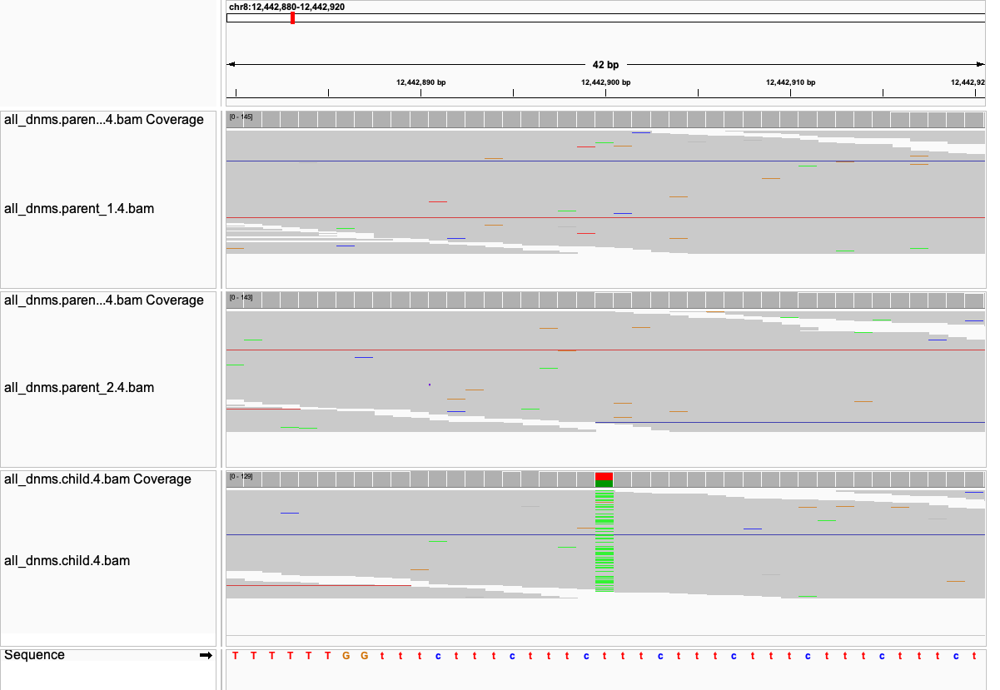 chr8:12,442,880-12,442,920
42 bp
12,442,890 bp 12,442,900 bp 12,442,910 bp 12,442,92
all_dnms.paren...4.bam Coverage
[0 - 145]
all_dnms.parent_1.4.bam
all_dnms.paren...4.bam Coverage
[0 - 143]
all_dnms.parent_2.4.bam
all_dnms.child.4.bam Coverage
[0 - 129]
all_dnms.child.4.bam
Sequence
T T T T T T G G t t t c t t t c t t t c t t t c t t t c t t t c t t t c t t t c t